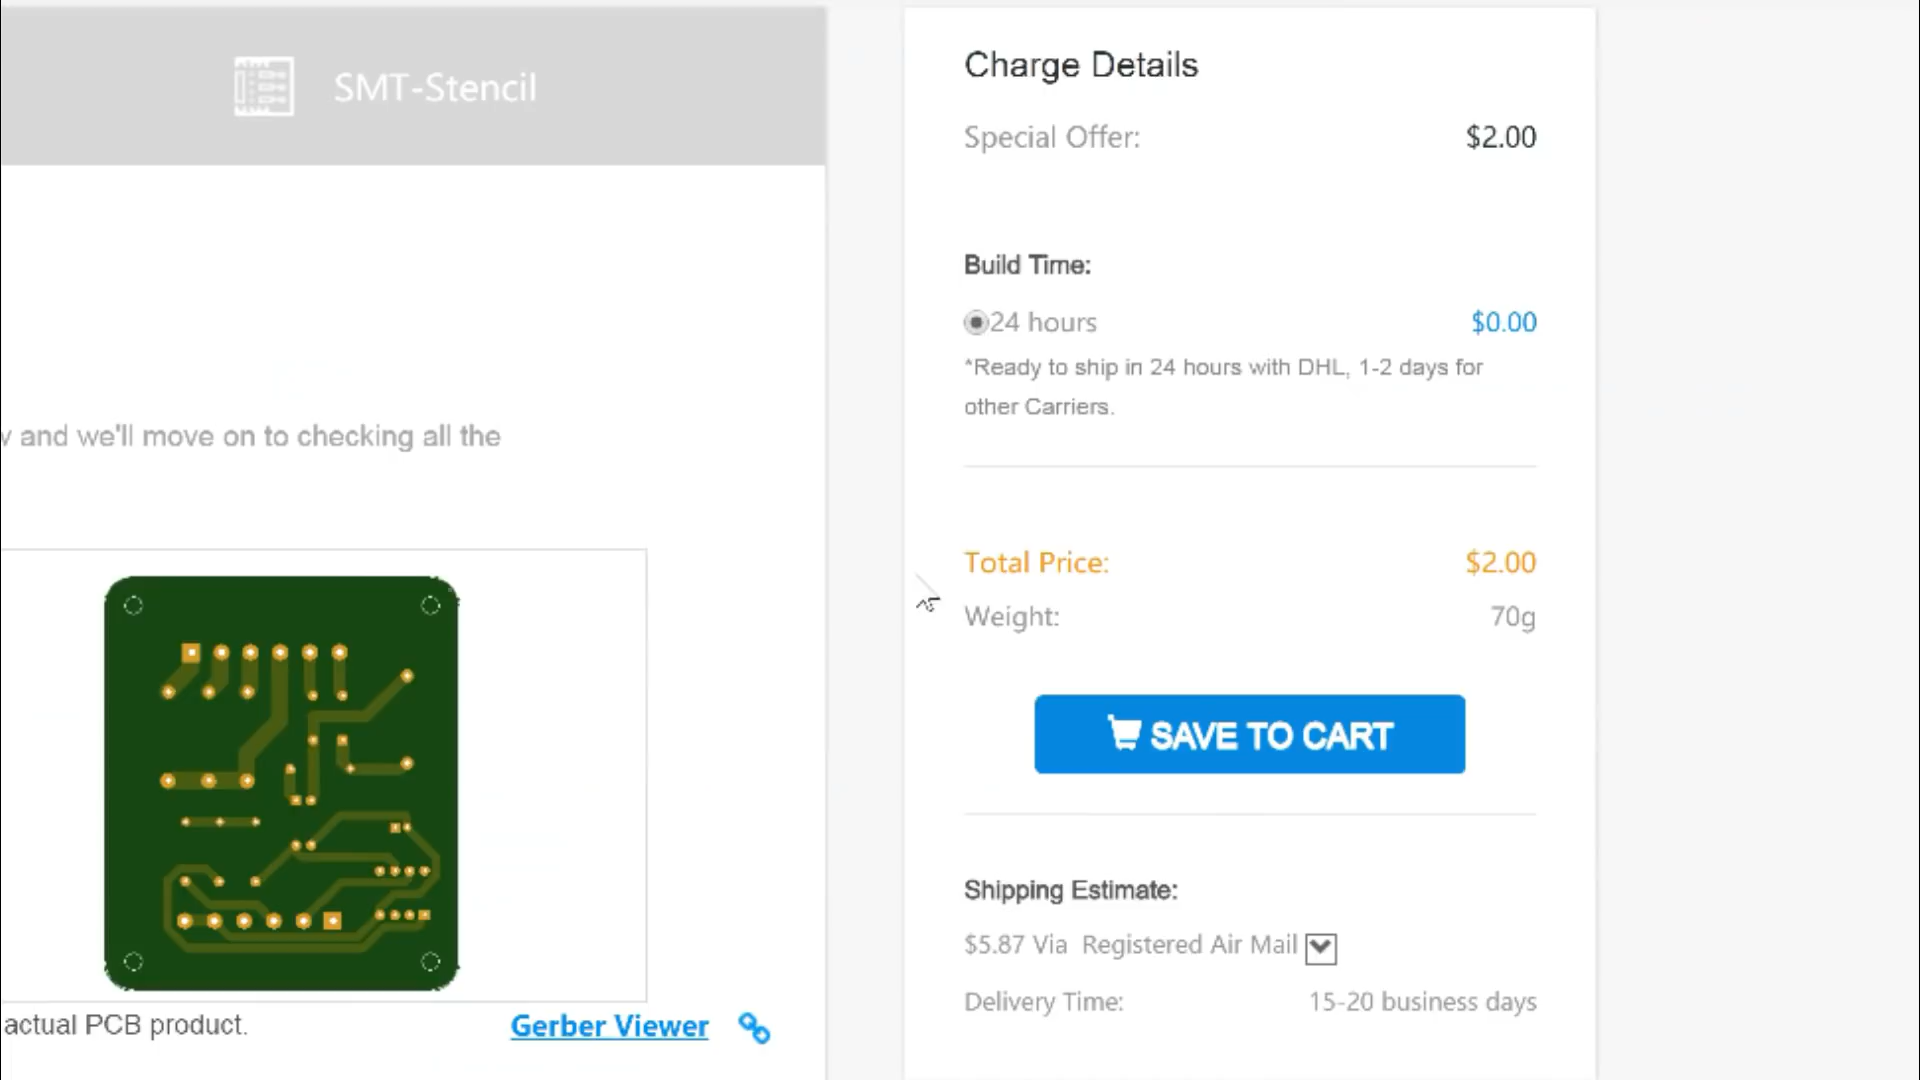 SMT-Stencil
and we'll move on to checking all the
actual PCB product.
Gerber Viewer
Charge Details
Special Offer: $2.00
Build Time:
24 hours $0.00
*Ready to ship in 24 hours with DHL, 1-2 days for
other Carriers.
Total Price: $2.00
Weight: 70g
SAVE TO CART
Shipping Estimate:
$5.87 Via Registered Air Mail
Delivery Time: 15-20 business days